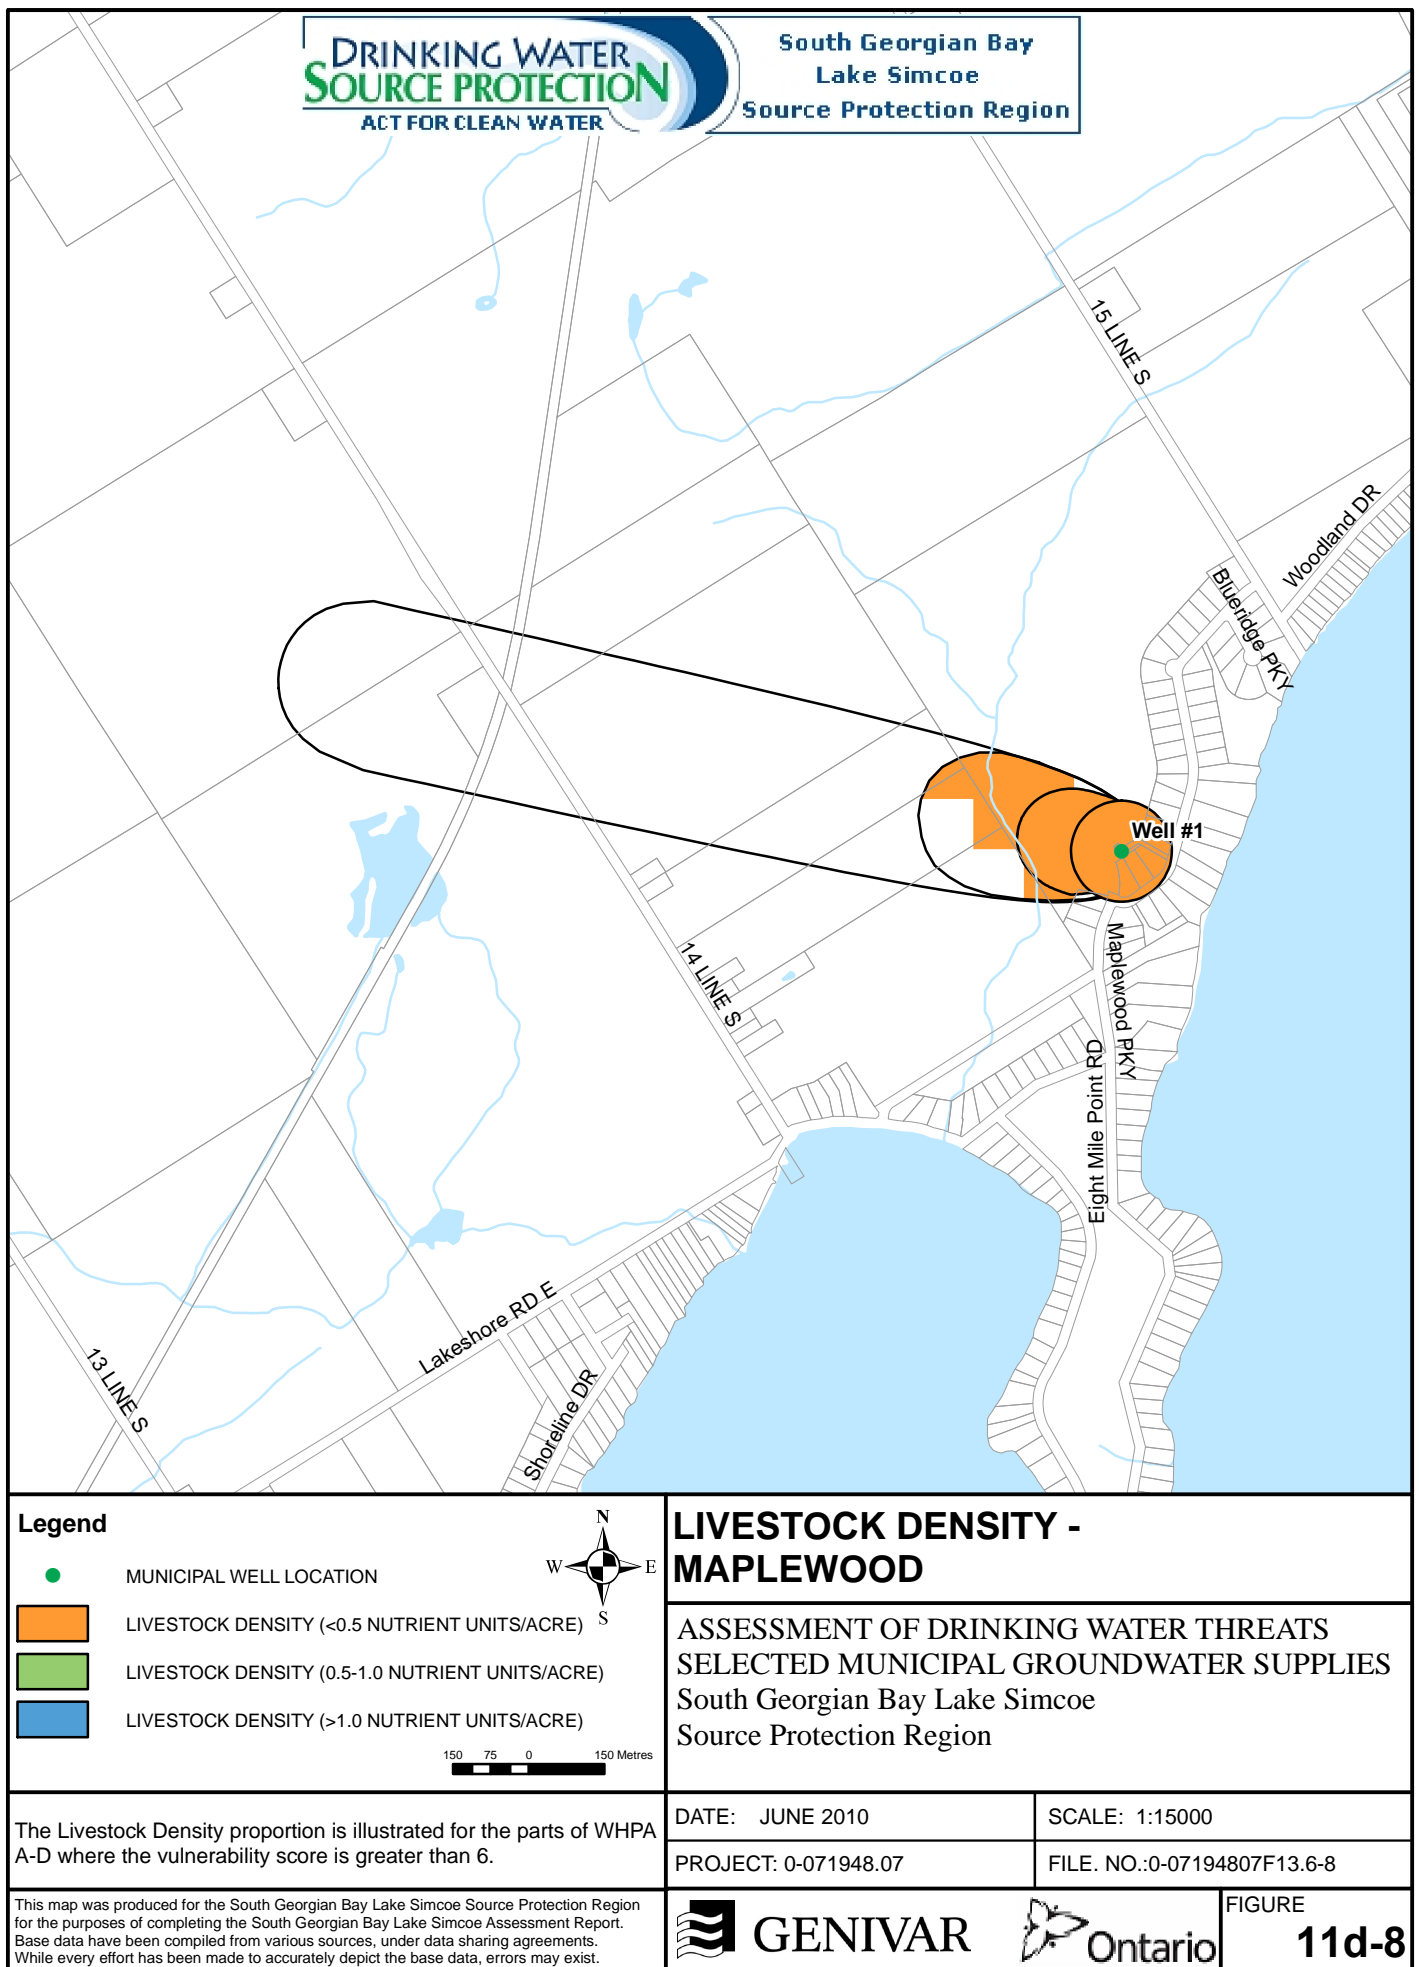 DRINKING WATER
SOURCE PROTECTION
ACT FOR CLEAN WATER
South Georgian Bay
Lake Simcoe
Source Protection Region
15 LINE S
Woodland DR
Blueridge PKY
Well #1
Maplewood PKY
14 LINE S
Eight Mile Point RD
Lakeshore RD E
Shoreline DR
13 LINE S
Legend
N
W E
S
MUNICIPAL WELL LOCATION
LIVESTOCK DENSITY (<0.5 NUTRIENT UNITS/ACRE)
LIVESTOCK DENSITY (0.5-1.0 NUTRIENT UNITS/ACRE)
LIVESTOCK DENSITY (>1.0 NUTRIENT UNITS/ACRE)
150 75 0 150 Metres
The Livestock Density proportion is illustrated for the parts of WHPA
A-D where the vulnerability score is greater than 6.
This map was produced for the South Georgian Bay Lake Simcoe Source Protection Region
for the purposes of completing the South Georgian Bay Lake Simcoe Assessment Report.
Base data have been compiled from various sources, under data sharing agreements.
While every effort has been made to accurately depict the base data, errors may exist.
LIVESTOCK DENSITY -
MAPLEWOOD
ASSESSMENT OF DRINKING WATER THREATS
SELECTED MUNICIPAL GROUNDWATER SUPPLIES
South Georgian Bay Lake Simcoe
Source Protection Region
DATE: JUNE 2010
SCALE: 1:15000
PROJECT: 0-071948.07
FILE. NO.:0-07194807F13.6-8
GENIVAR
Ontario
FIGURE
11d-8